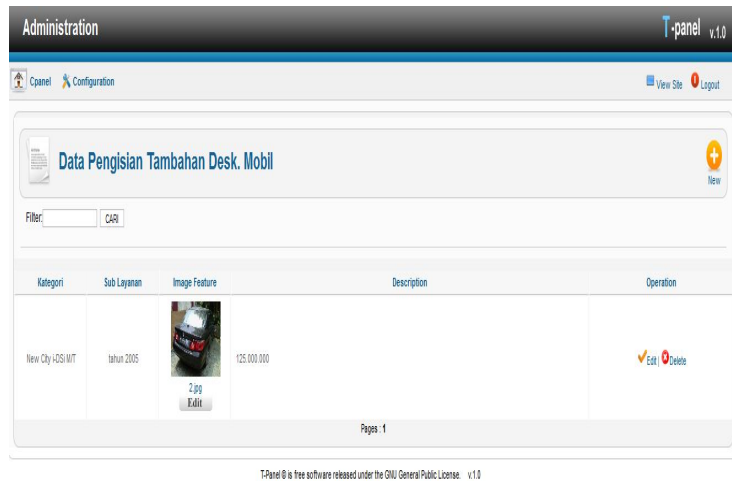 Administration T-panel v.1.0
Cpanel Configuration View Site Logout
Data Pengisian Tambahan Desk. Mobil
New
Filter: CARI
Kategori Sub Layanan Image Feature Description Operation
New City i-DSI M/T tahun 2005 125.000.000 Edit | Delete
2.jpg
Edit
Pages : 1
T-Panel ® is free software released under the GNU General Public License. v.1.0